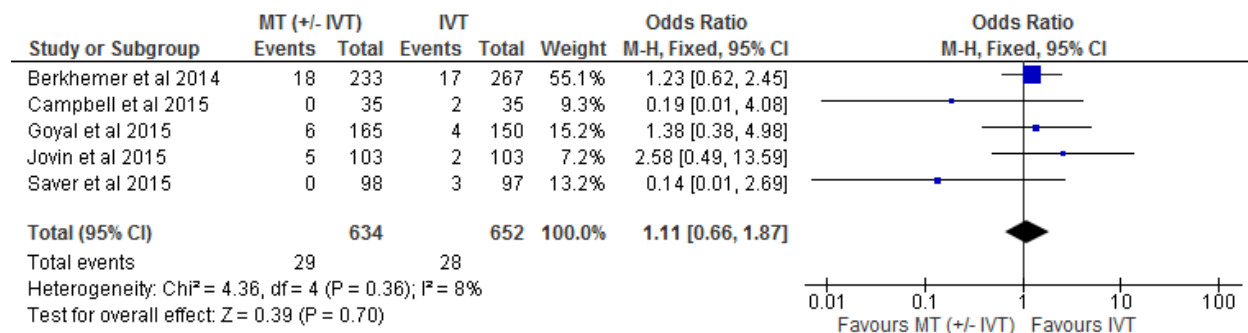 MT (+/- IVT) IVT Odds Ratio Odds Ratio
Study or Subgroup Events Total Events Total Weight M-H, Fixed, 95% CI M-H, Fixed, 95% CI
Berkhemer et al 2014 18 233 17 267 55.1% 1.23 [0.62, 2.45]
Campbell et al 2015 0 35 2 35 9.3% 0.19 [0.01, 4.08]
Goyal et al 2015 6 165 4 150 15.2% 1.38 [0.38, 4.98]
Jovin et al 2015 5 103 2 103 7.2% 2.58 [0.49, 13.59]
Saver et al 2015 0 98 3 97 13.2% 0.14 [0.01, 2.69]
Total (95% CI) 634 652 100.0% 1.11 [0.66, 1.87]
Total events 29 28
Heterogeneity: Chi² = 4.36, df = 4 (P = 0.36); I² = 8%
Test for overall effect: Z = 0.39 (P = 0.70)
0.01 0.1 1 10 100
Favours MT (+/- IVT) Favours IVT